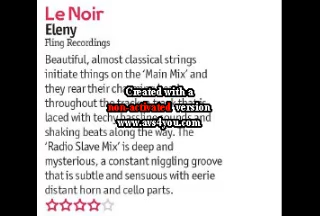 Le Noir
Eleny
Fling Recordings
Beautiful, almost classical strings
initiate things on the 'Main Mix' and
they rear their
throughout the
laced with techy bassline sounds and
shaking beats along the way. The
'Radio Slave Mix' is deep and
mysterious, a constant niggling groove
that is subtle and sensuous with eerie
distant horn and cello parts.
Created with a
non-activated version
www.avs4you.com